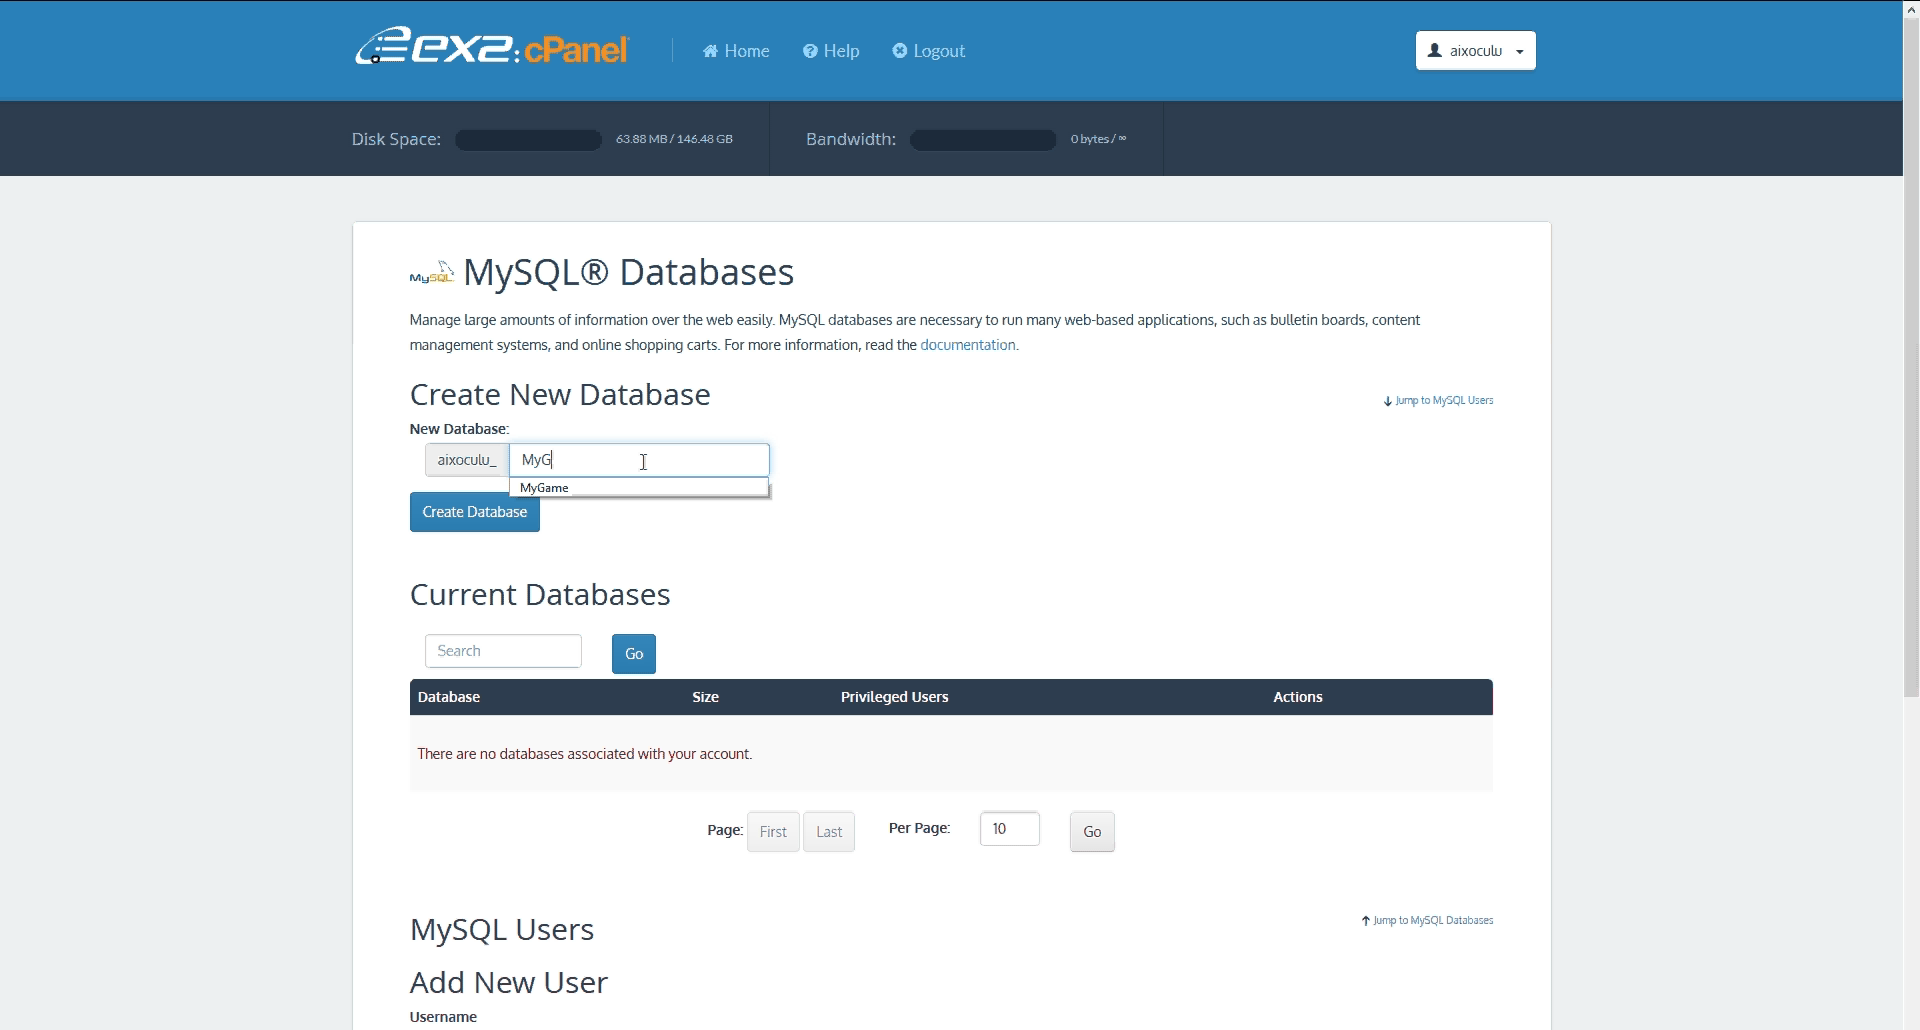 ex2:cPanel Home Help Logout aixoculu
Disk Space: 63.88 MB / 146.48 GB Bandwidth: 0 bytes / ∞
MySQL MySQL® Databases
Manage large amounts of information over the web easily. MySQL databases are necessary to run many web-based applications, such as bulletin boards, content
management systems, and online shopping carts. For more information, read the documentation.
Create New Database
Jump to MySQL Users
New Database:
aixoculu_ MyG
MyGame
Create Database
Current Databases
Search Go
Database Size Privileged Users Actions
There are no databases associated with your account.
Page: First Last Per Page: 10 Go
MySQL Users
Jump to MySQL Databases
Add New User
Username